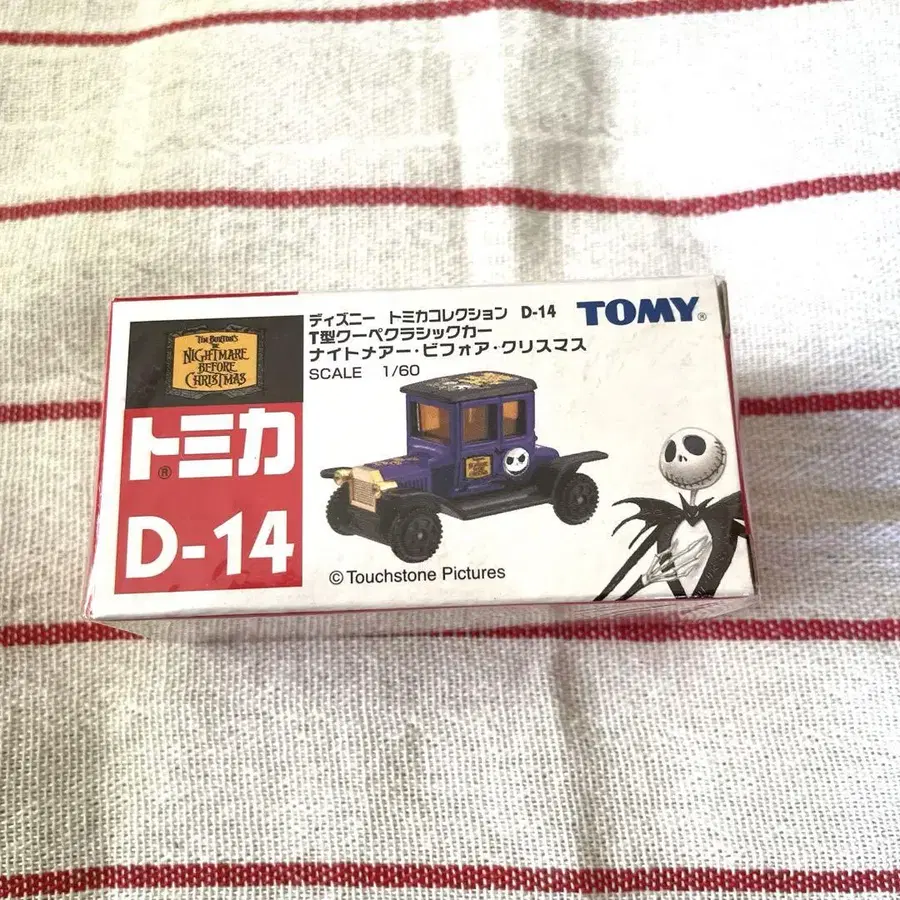 TIM BURTON'S
THE
NIGHTMARE
BEFORE
CHRISTMAS
トミカ®
D-14
ディズニー トミカコレクション D-14
T型クーペクラシックカー
ナイトメアー・ビフォア・クリスマス
SCALE 1/60
TOMY®
© Touchstone Pictures